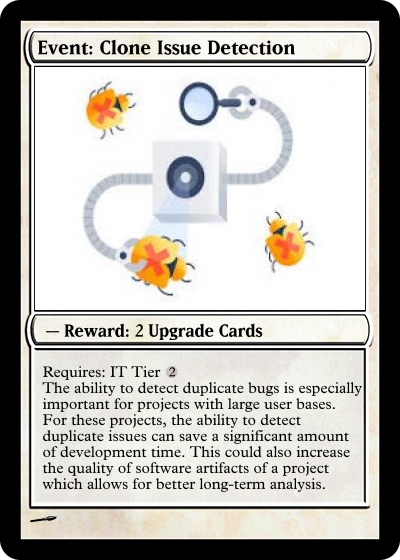 Event: Clone Issue Detection
— Reward: 2 Upgrade Cards
Requires: IT Tier 2
The ability to detect duplicate bugs is especially
important for projects with large user bases.
For these projects, the ability to detect
duplicate issues can save a significant amount
of development time. This could also increase
the quality of software artifacts of a project
which allows for better long-term analysis.